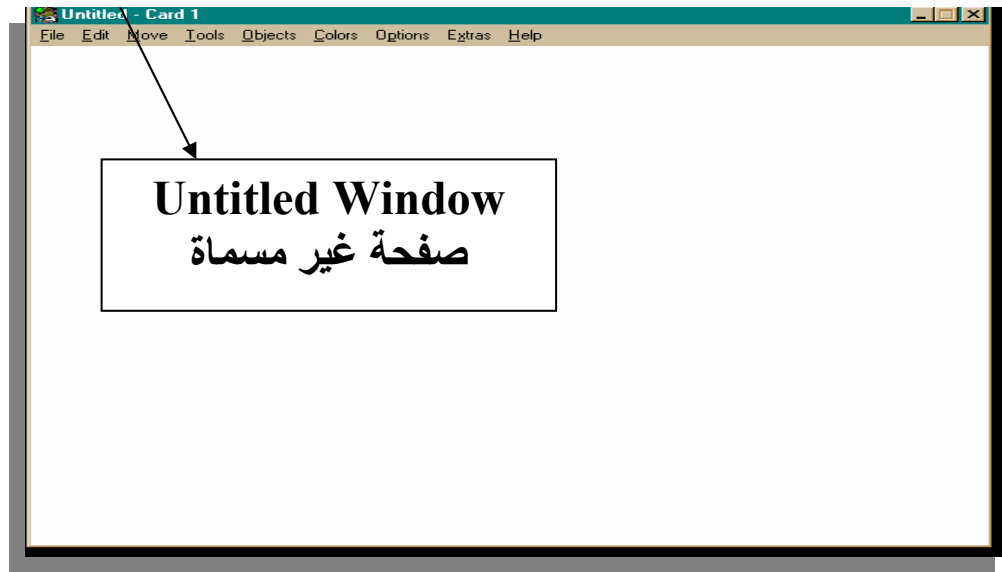 Untitled - Card 1
File Edit Move Tools Objects Colors Options Extras Help
Untitled Window
صفحة غير مسماة